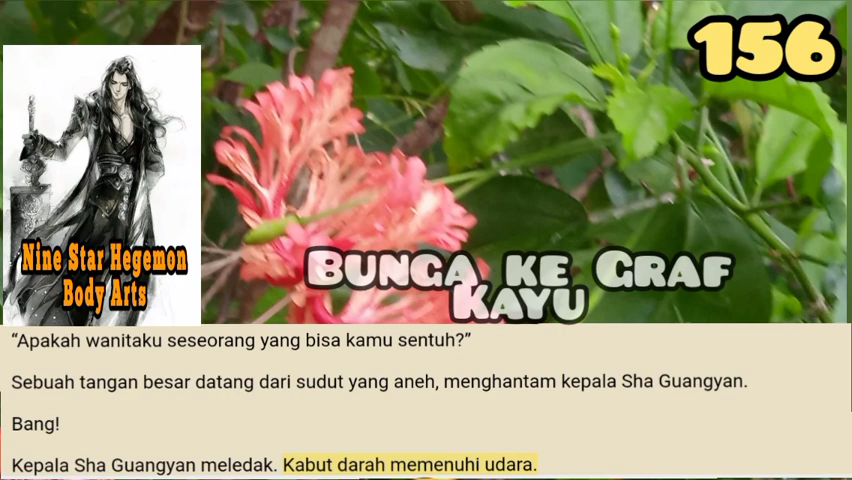 156
Nine Star Hegemon
Body Arts
Bunga ke Graf
Kayu
“Apakah wanitaku seseorang yang bisa kamu sentuh?”
Sebuah tangan besar datang dari sudut yang aneh, menghantam kepala Sha Guangyan.
Bang!
Kepala Sha Guangyan meledak. Kabut darah memenuhi udara.